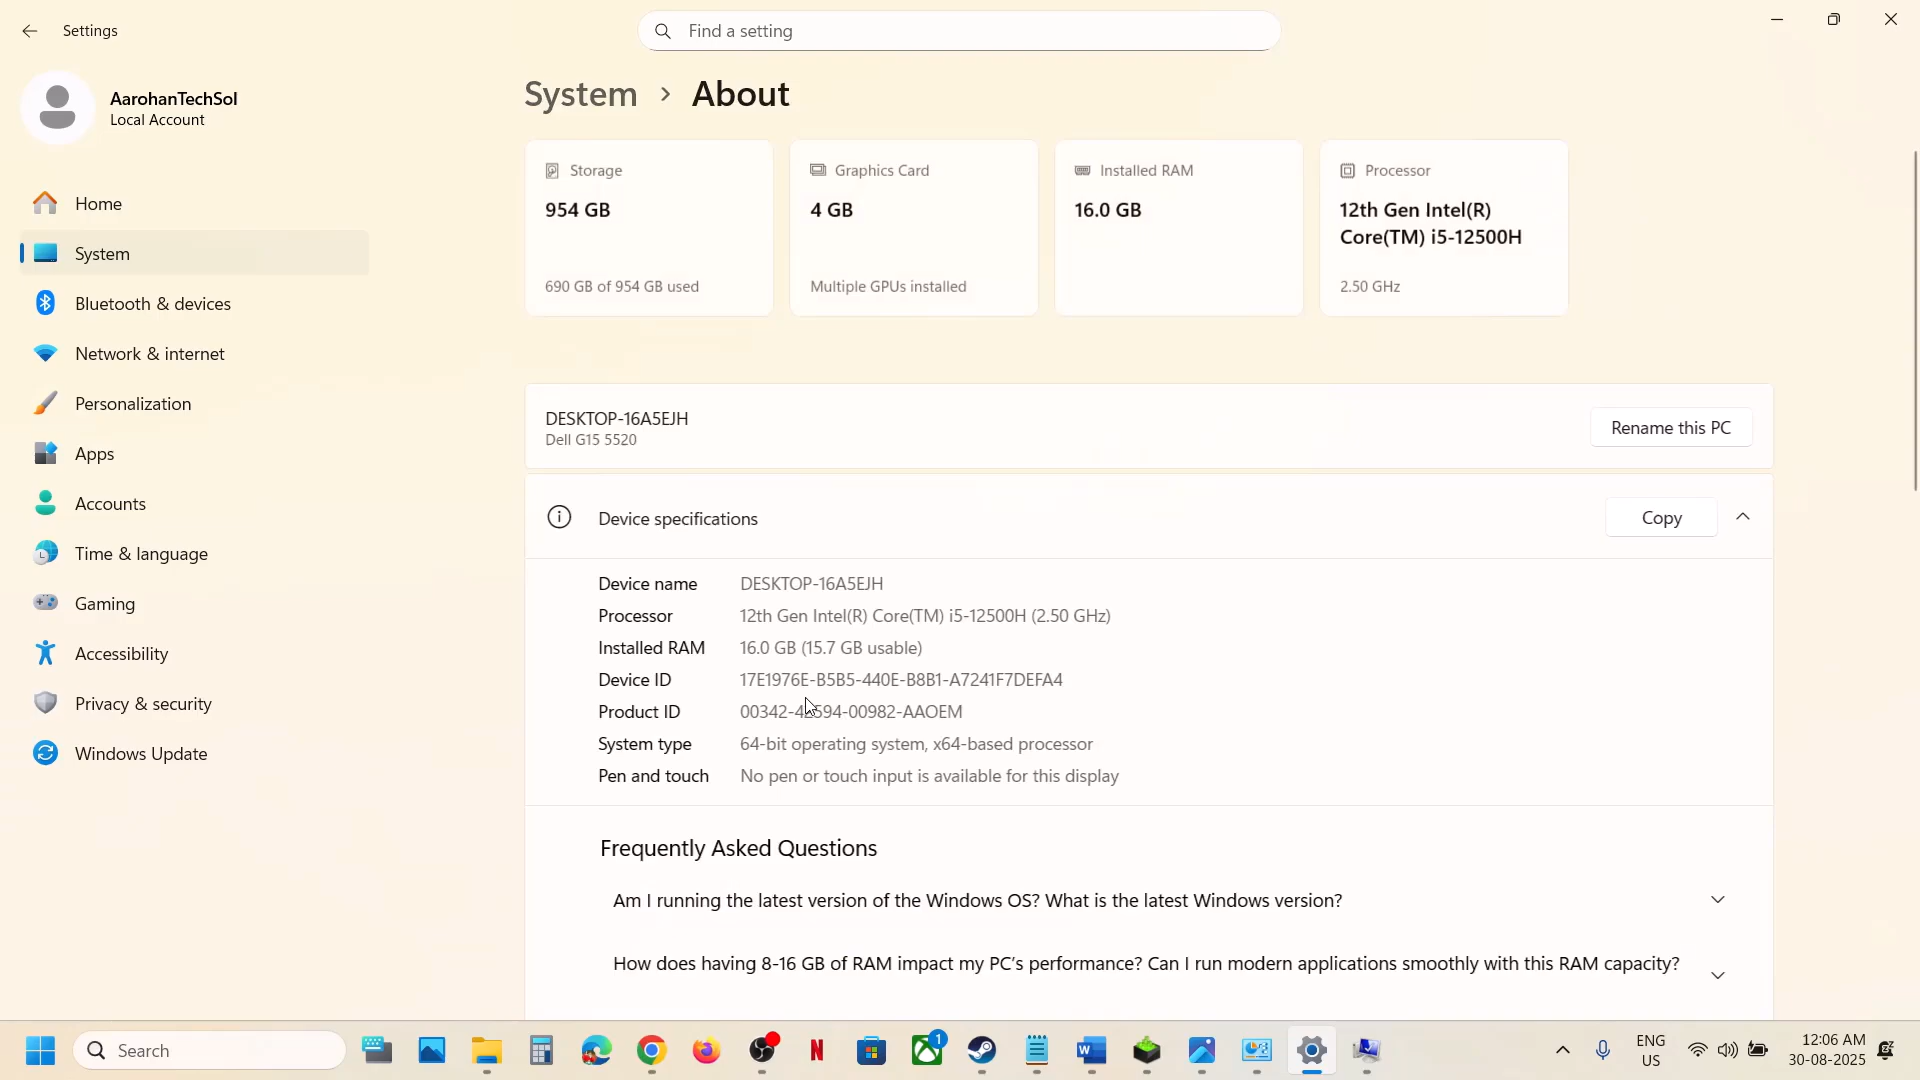 Settings
Find a setting
AarohanTechSol
Local Account
Home
System
Bluetooth & devices
Network & internet
Personalization
Apps
Accounts
Time & language
Gaming
Accessibility
Privacy & security
Windows Update
System > About
Storage
954 GB
690 GB of 954 GB used
Graphics Card
4 GB
Multiple GPUs installed
Installed RAM
16.0 GB
Processor
12th Gen Intel(R)
Core(TM) i5-12500H
2.50 GHz
DESKTOP-16A5EJH
Dell G15 5520
Rename this PC
Device specifications
Copy
Device name DESKTOP-16A5EJH
Processor 12th Gen Intel(R) Core(TM) i5-12500H (2.50 GHz)
Installed RAM 16.0 GB (15.7 GB usable)
Device ID 17E1976E-B5B5-440E-B8B1-A7241F7DEFA4
Product ID
System type 64-bit operating system, x64-based processor
Pen and touch No pen or touch input is available for this display
Frequently Asked Questions
Am I running the latest version of the Windows OS? What is the latest Windows version?
How does having 8-16 GB of RAM impact my PC's performance? Can I run modern applications smoothly with this RAM capacity?
Search
N
1
W
ENG
US
12:06 AM
30-08-2025